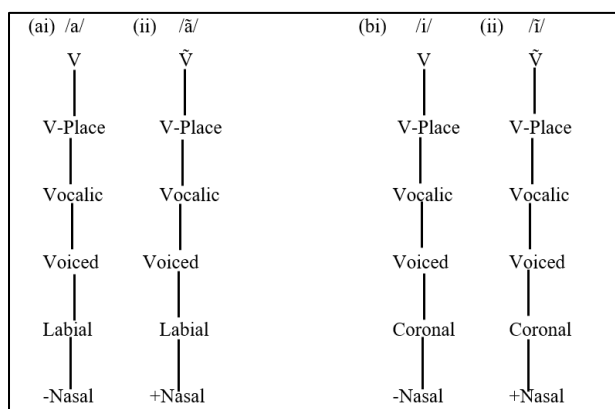 (ai) /a/ (ii) /ã/ (bi) /i/ (ii) /ĩ/
V Ṽ V Ṽ
V-Place V-Place V-Place V-Place
Vocalic Vocalic Vocalic Vocalic
Voiced Voiced Voiced Voiced
Labial Labial Coronal Coronal
-Nasal +Nasal -Nasal +Nasal